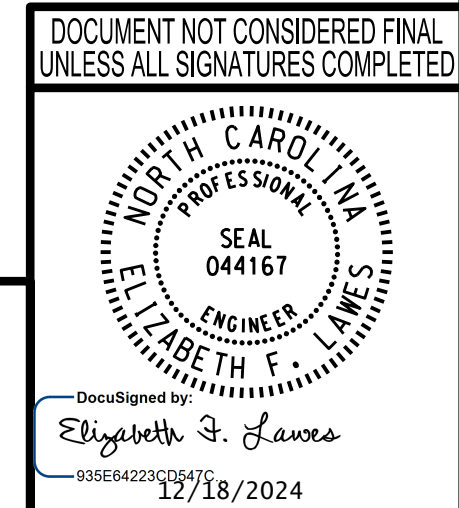 DOCUMENT NOT CONSIDERED FINAL
UNLESS ALL SIGNATURES COMPLETED
NORTH CAROLINA
PROFESSIONAL
SEAL
044167
ENGINEER
ELIZABETH F. LAWES
DocuSigned by:
Elizabeth F. Lawes
935E64223CD547C...
12/18/2024